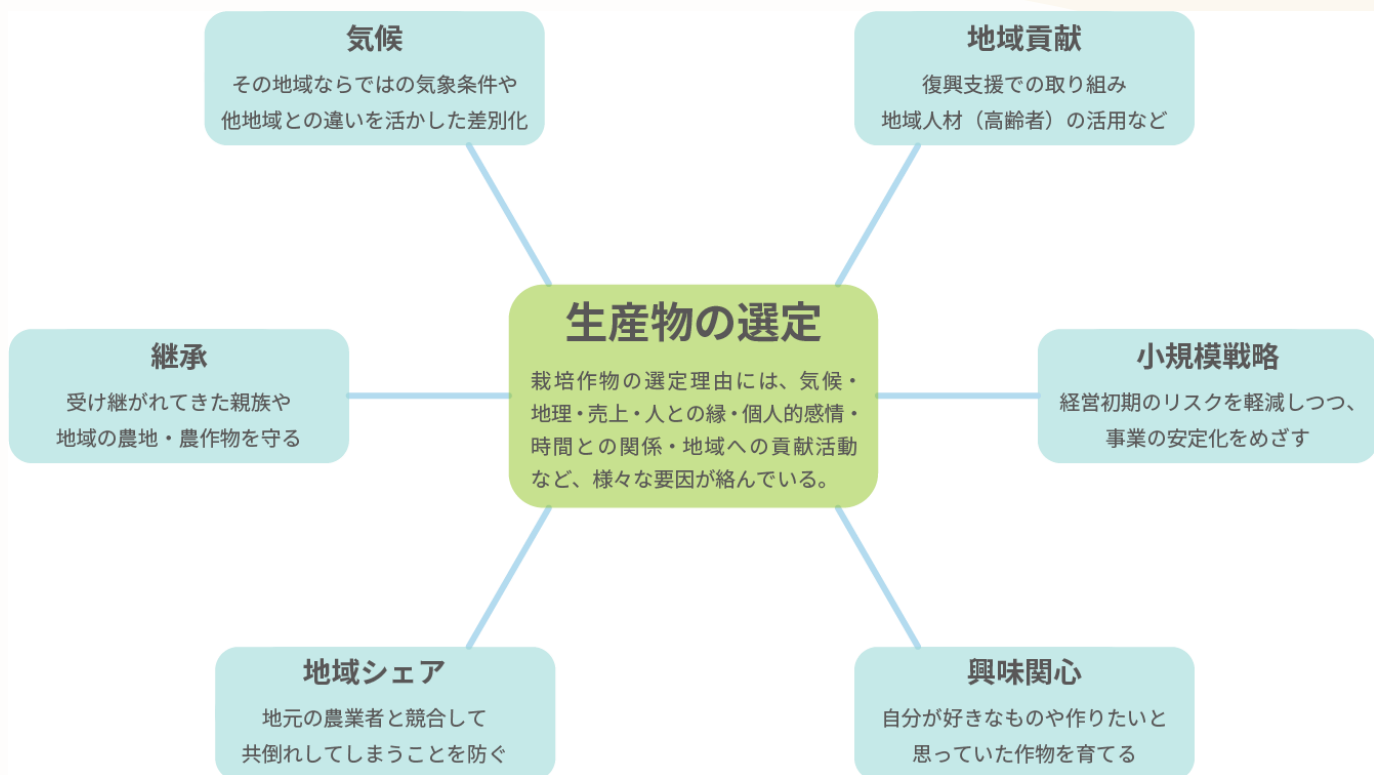 気候
その地域ならではの気象条件や
他地域との違いを活かした差別化
地域貢献
復興支援での取り組み
地域人材（高齢者）の活用など
生産物の選定
栽培作物の選定理由には、気候・
地理・売上・人との縁・個人的感情・
時間との関係・地域への貢献活動
など、様々な要因が絡んでいる。
継承
受け継がれてきた親族や
地域の農地・農作物を守る
小規模戦略
経営初期のリスクを軽減しつつ、
事業の安定化をめざす
地域シェア
地元の農業者と競合して
共倒れしてしまうことを防ぐ
興味関心
自分が好きなものや作りたいと
思っていた作物を育てる